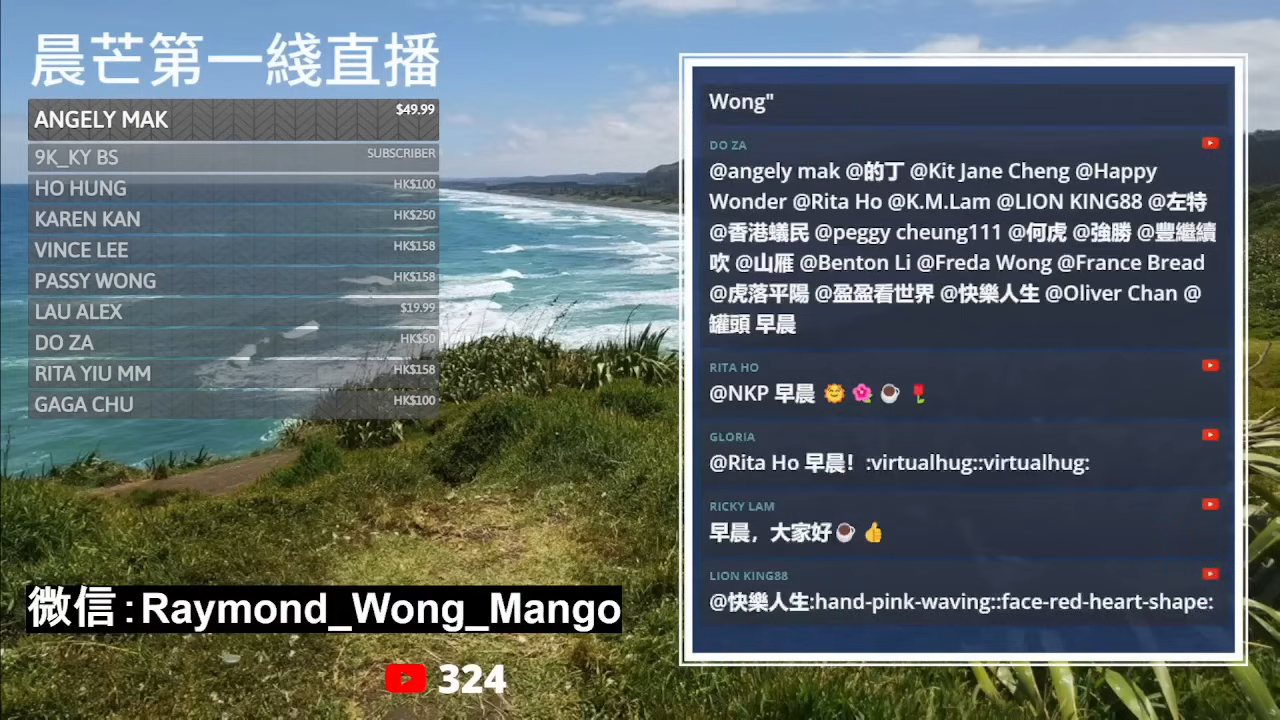 晨芒第一綫直播
ANGELY MAK $49.99
9K_KY BS SUBSCRIBER
HO HUNG HK$100
KAREN KAN HK$250
VINCE LEE HK$158
PASSY WONG HK$158
LAU ALEX $19.99
DO ZA HK$50
RITA YIU MM HK$158
GAGA CHU HK$100
微信:Raymond_Wong_Mango
324
Wong"
DO ZA
@angely mak @的丁 @Kit Jane Cheng @Happy
Wonder @Rita Ho @K.M.Lam @LION KING88 @左特
@香港蟻民 @peggy cheung111 @何虎 @強勝 @豐繼續
吹 @山雁 @Benton Li @Freda Wong @France Bread
@虎落平陽 @盈盈看世界 @快樂人生 @Oliver Chan @
罐頭 早晨
RITA HO
@NKP 早晨 🌞 🌺 ☕ 🌹
GLORIA
@Rita Ho 早晨！:virtualhug::virtualhug:
RICKY LAM
早晨，大家好☕ 👍
LION KING88
@快樂人生:hand-pink-waving::face-red-heart-shape: